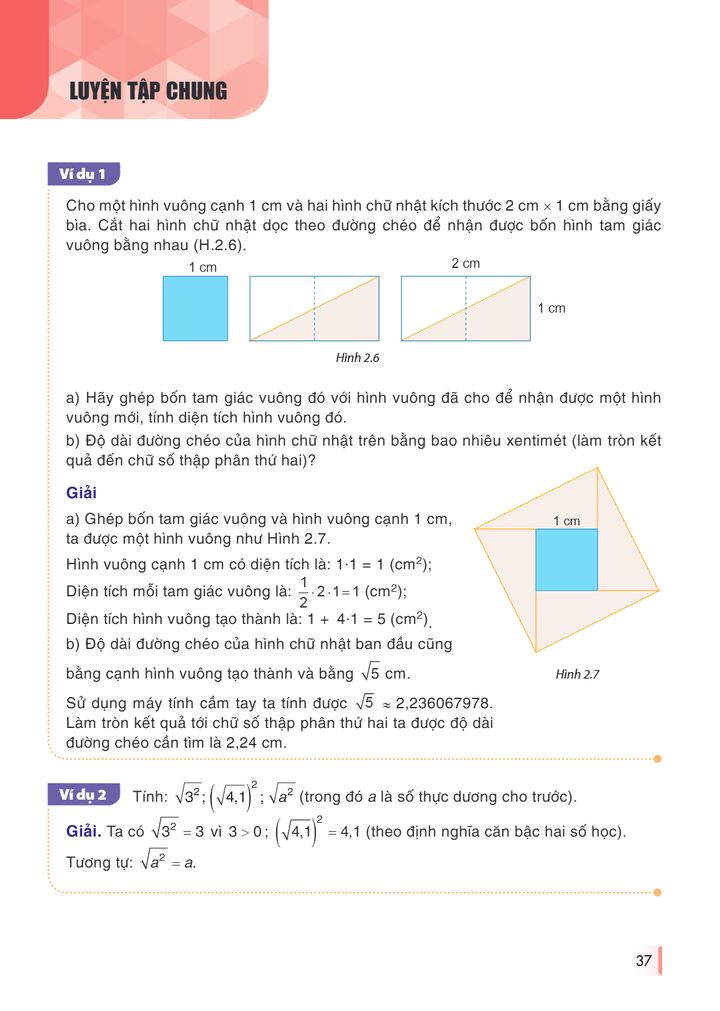 LUYỆN TẬP CHUNG
Ví dụ 1
Cho một hình vuông cạnh 1 cm và hai hình chữ nhật kích thước 2 cm × 1 cm bằng giấy
bìa. Cắt hai hình chữ nhật dọc theo đường chéo để nhận được bốn hình tam giác
vuông bằng nhau (H.2.6).
1 cm
2 cm
1 cm
Hình 2.6
a) Hãy ghép bốn tam giác vuông đó với hình vuông đã cho để nhận được một hình
vuông mới, tính diện tích hình vuông đó.
b) Độ dài đường chéo của hình chữ nhật trên bằng bao nhiêu xentimét (làm tròn kết
quả đến chữ số thập phân thứ hai)?
Giải
a) Ghép bốn tam giác vuông và hình vuông cạnh 1 cm,
ta được một hình vuông như Hình 2.7.
Hình vuông cạnh 1 cm có diện tích là: 1·1 = 1 (cm²);
Diện tích mỗi tam giác vuông là: 1/2 · 2 · 1 = 1 (cm²);
Diện tích hình vuông tạo thành là: 1 + 4·1 = 5 (cm²).
b) Độ dài đường chéo của hình chữ nhật ban đầu cũng
bằng cạnh hình vuông tạo thành và bằng √5 cm.
1 cm
Hình 2.7
Sử dụng máy tính cầm tay ta tính được √5 ≈ 2,236067978.
Làm tròn kết quả tới chữ số thập phân thứ hai ta được độ dài
đường chéo cần tìm là 2,24 cm.
Ví dụ 2 Tính: √3²; (√4,1)²; √a² (trong đó a là số thực dương cho trước).
Giải. Ta có √3² = 3 vì 3 > 0; (√4,1)² = 4,1 (theo định nghĩa căn bậc hai số học).
Tương tự: √a² = a.
37